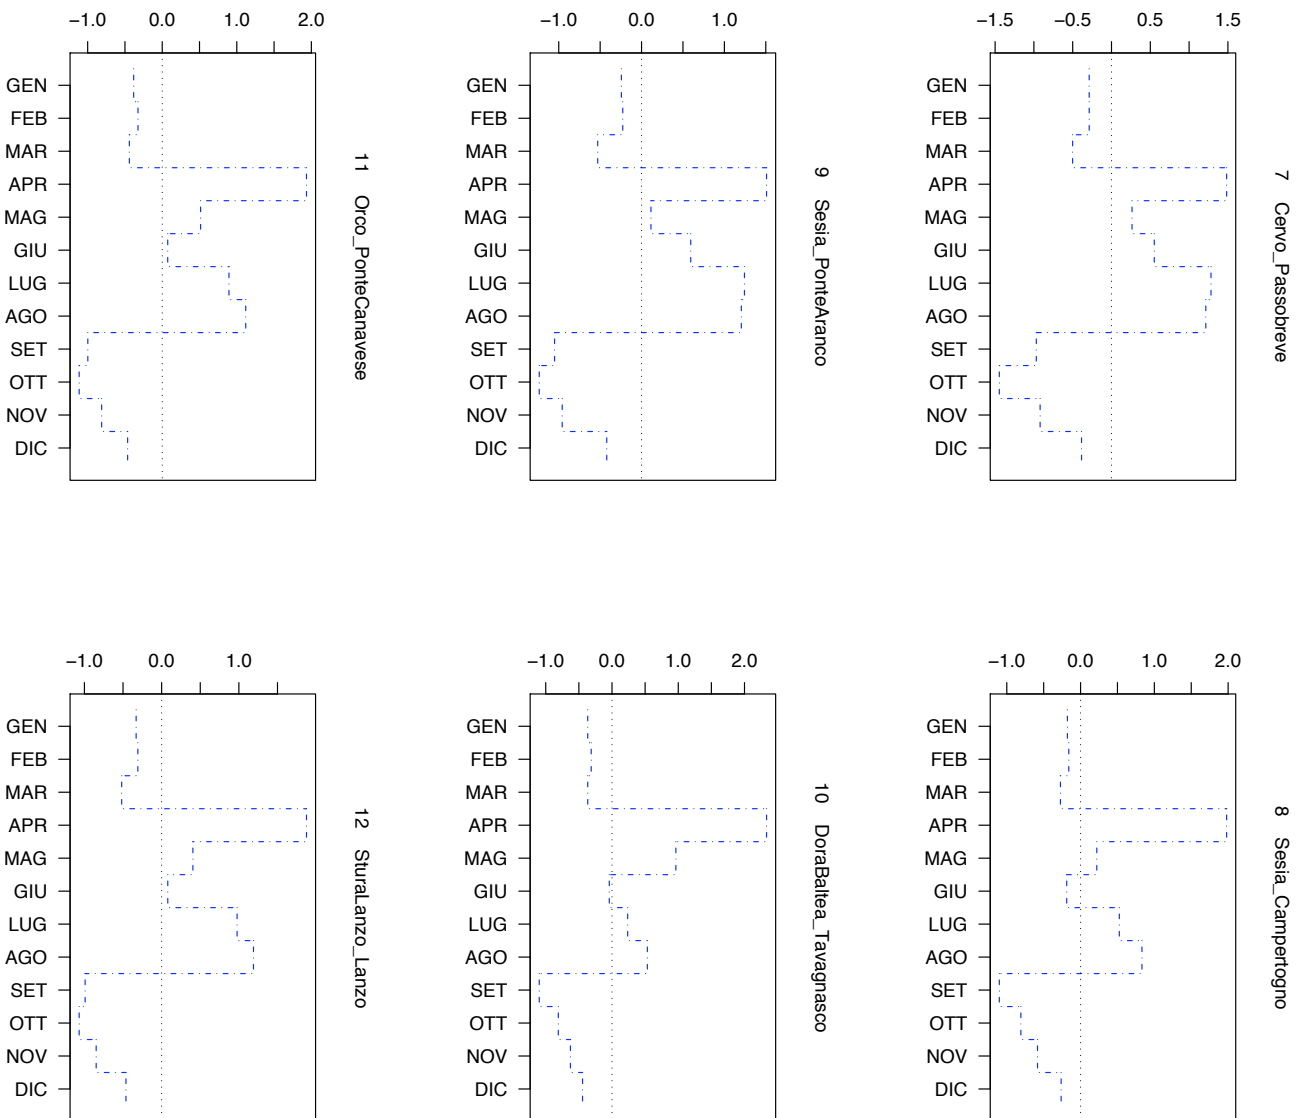 −1.0 0.0 1.0 2.0
GEN
FEB
MAR
APR
MAG
GIU
LUG
AGO
SET
OTT
NOV
DIC
11 Orco_PonteCanavese
−1.0 0.0 1.0
GEN
FEB
MAR
APR
MAG
GIU
LUG
AGO
SET
OTT
NOV
DIC
9 Sesia_PonteAranco
−1.5 −0.5 0.5 1.5
GEN
FEB
MAR
APR
MAG
GIU
LUG
AGO
SET
OTT
NOV
DIC
7 Cervo_Passobreve
−1.0 0.0 1.0
GEN
FEB
MAR
APR
MAG
GIU
LUG
AGO
SET
OTT
NOV
DIC
12 SturaLanzo_Lanzo
−1.0 0.0 1.0 2.0
GEN
FEB
MAR
APR
MAG
GIU
LUG
AGO
SET
OTT
NOV
DIC
10 DoraBaltea_Tavagnasco
−1.0 0.0 1.0 2.0
GEN
FEB
MAR
APR
MAG
GIU
LUG
AGO
SET
OTT
NOV
DIC
8 Sesia_Campertogno